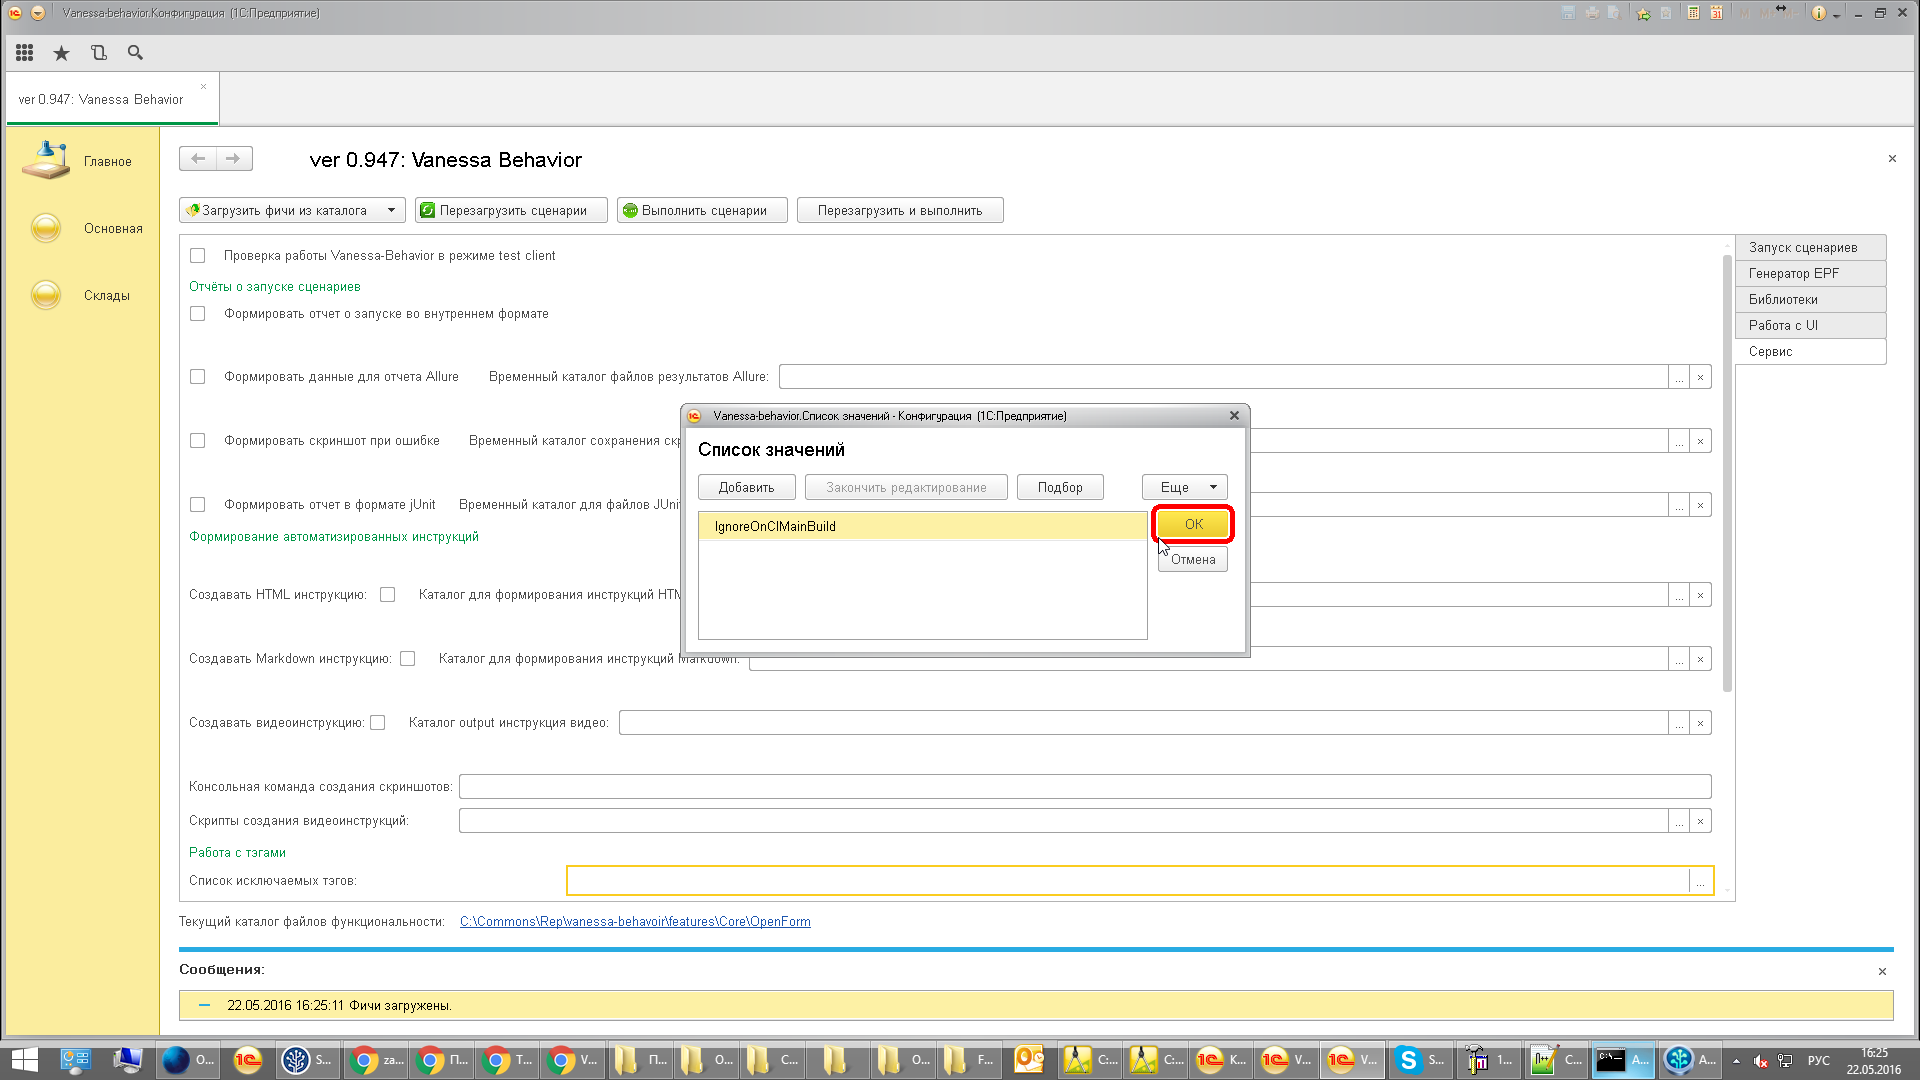 Vanessa-behavior.Конфигурация (1С:Предприятие)
ver 0.947: Vanessa Behavior
Главное
Основная
Склады
ver 0.947: Vanessa Behavior
Загрузить фичи из каталога
Перезагрузить сценарии
Выполнить сценарии
Перезагрузить и выполнить
Проверка работы Vanessa-Behavior в режиме test client
Отчёты о запуске сценариев
Формировать отчет о запуске во внутреннем формате
Формировать данные для отчета Allure Временный каталог файлов результатов Allure:
Формировать скриншот при ошибке Временный каталог сохранения скр
Формировать отчет в формате jUnit Временный каталог для файлов JUni
Формирование автоматизированных инструкций
Создавать HTML инструкцию: Каталог для формирования инструкций HTM
Создавать Markdown инструкцию: Каталог для формирования инструкций Markdown:
Создавать видеоинструкцию: Каталог output инструкция видео:
Консольная команда создания скриншотов:
Скрипты создания видеоинструкций:
Работа с тэгами
Список исключаемых тэгов:
Запуск сценариев
Генератор EPF
Библиотеки
Работа с UI
Сервис
Vanessa-behavior.Список значений - Конфигурация (1С:Предприятие)
Список значений
Добавить
Закончить редактирование
Подбор
Еще
IgnoreOnCIMainBuild
ОК
Отмена
Текущий каталог файлов функциональности: C:\Commons\Rep\vanessa-behavoir\features\Core\OpenForm
Сообщения:
22.05.2016 16:25:11 Фичи загружены.
O... S... za... П... T... V... П... O... C... O... F... C:... C:... K... V... V... S... 1... C... A... A...
РУС
16:25
22.05.2016